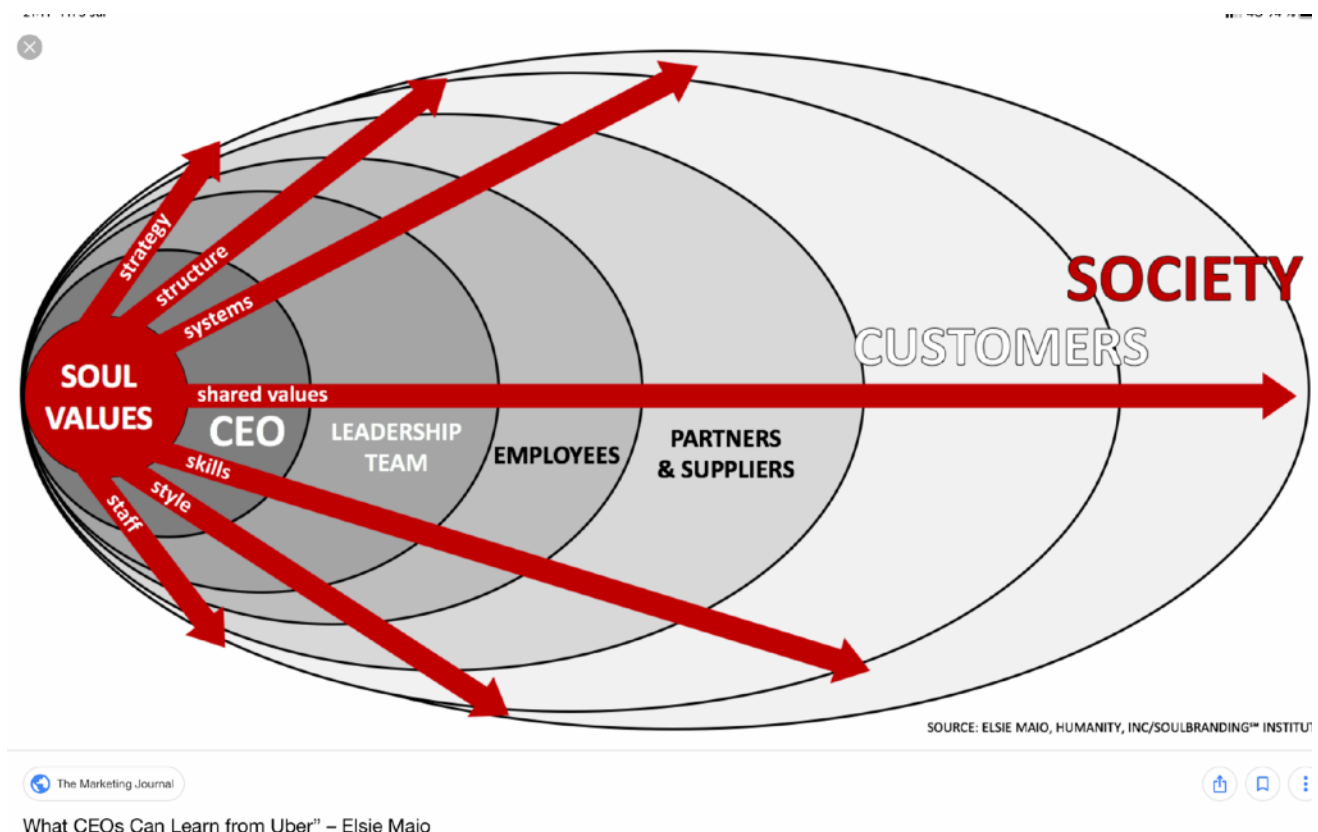 strategy
structure
systems
SOCIETY
CUSTOMERS
SOUL
VALUES
shared values
CEO
LEADERSHIP
TEAM
EMPLOYEES
PARTNERS
& SUPPLIERS
skills
style
staff
SOURCE: ELSIE MAIO, HUMANITY, INC/SOULBRANDING℠ INSTITUT
The Marketing Journal
What CEOs Can Learn from Uber" – Elsie Maio